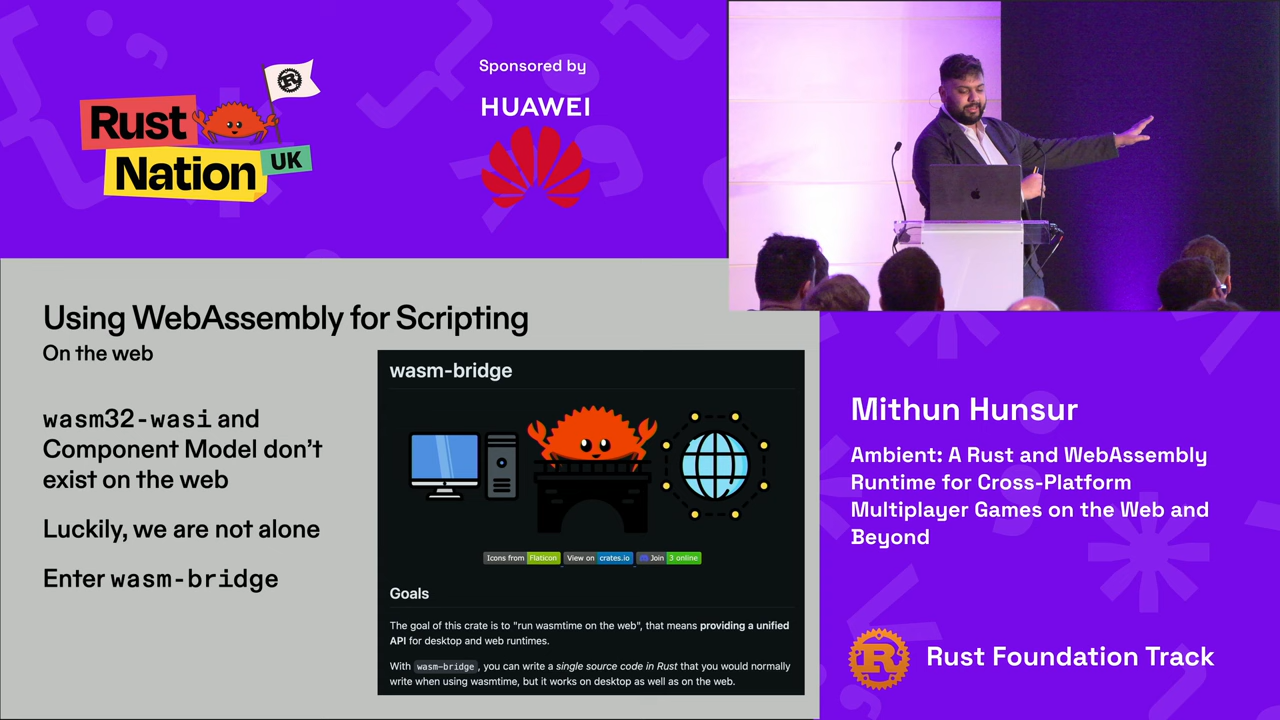 Rust
Nation
UK
Sponsored by
HUAWEI
Using WebAssembly for Scripting
On the web
wasm32-wasi and
Component Model don’t
exist on the web
Luckily, we are not alone
Enter wasm-bridge
wasm-bridge
Icons from Flaticon View on crates.io Join 3 online
Goals
The goal of this crate is to "run wasmtime on the web", that means providing a unified
API for desktop and web runtimes.
With wasm-bridge, you can write a single source code in Rust that you would normally
write when using wasmtime, but it works on desktop as well as on the web.
Mithun Hunsur
Ambient: A Rust and WebAssembly
Runtime for Cross-Platform
Multiplayer Games on the Web and
Beyond
R
Rust Foundation Track